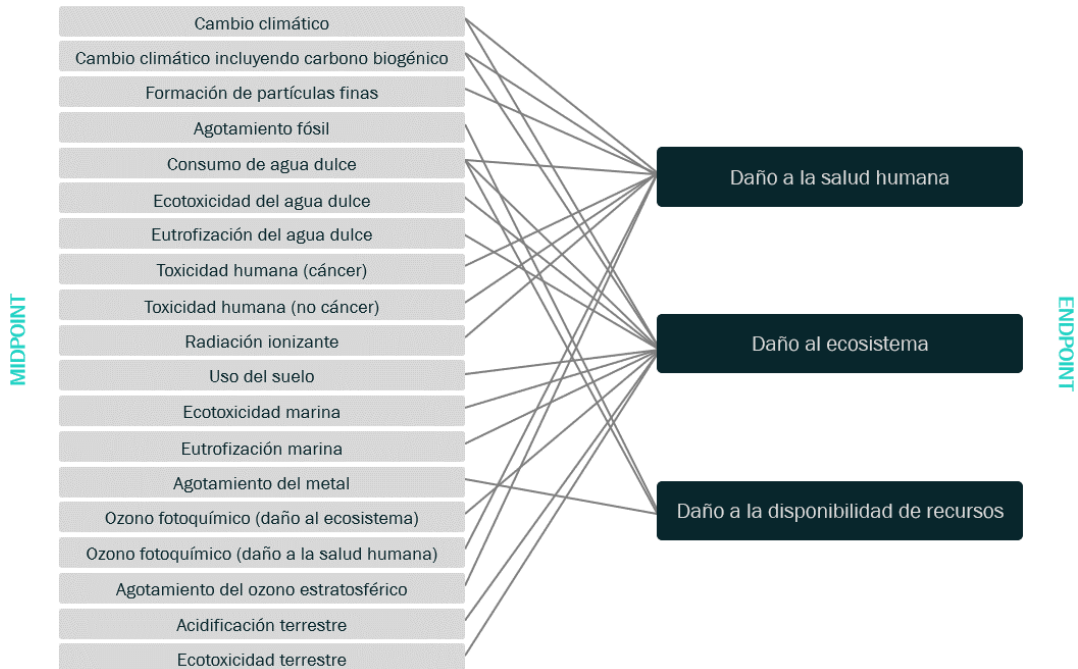 MIDPOINT
Cambio climático
Cambio climático incluyendo carbono biogénico
Formación de partículas finas
Agotamiento fósil
Consumo de agua dulce
Ecotoxicidad del agua dulce
Eutrofización del agua dulce
Toxicidad humana (cáncer)
Toxicidad humana (no cáncer)
Radiación ionizante
Uso del suelo
Ecotoxicidad marina
Eutrofización marina
Agotamiento del metal
Ozono fotoquímico (daño al ecosistema)
Ozono fotoquímico (daño a la salud humana)
Agotamiento del ozono estratosférico
Acidificación terrestre
Ecotoxicidad terrestre
Daño a la salud humana
Daño al ecosistema
Daño a la disponibilidad de recursos
ENDPOINT